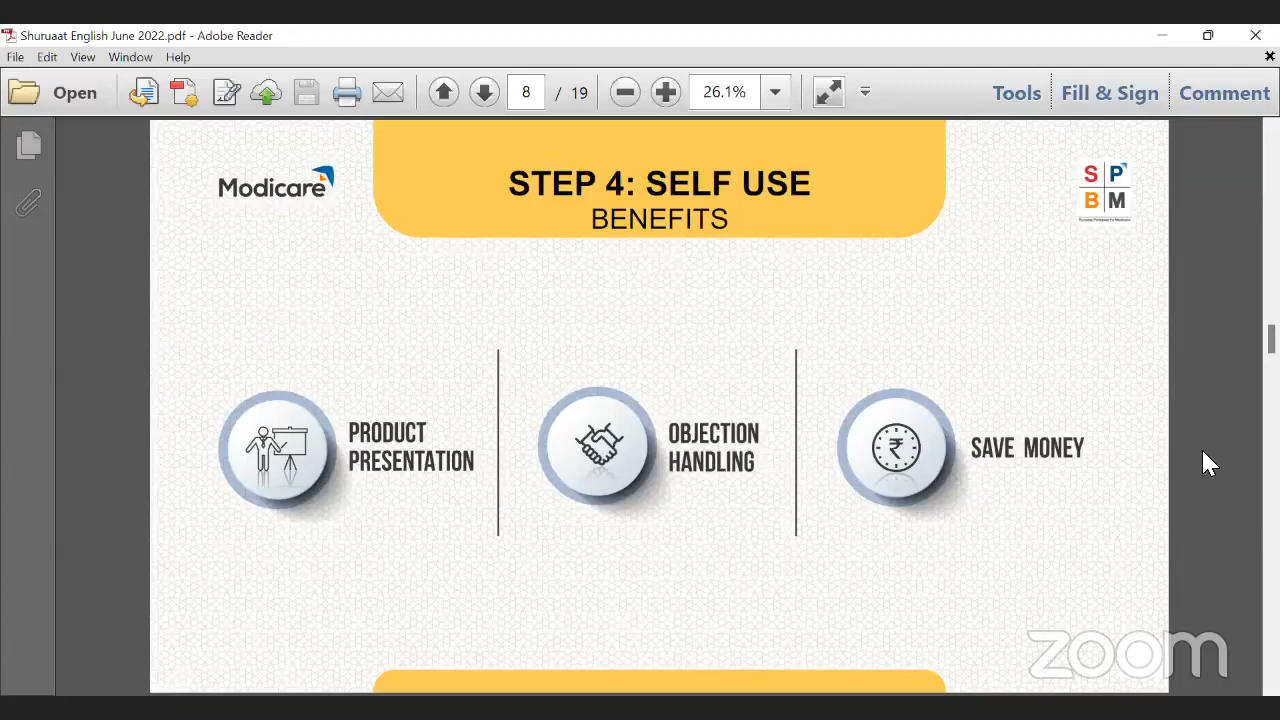 Shuruaat English June 2022.pdf - Adobe Reader
File Edit View Window Help
Open 8 / 19 26.1% Tools Fill & Sign Comment
Modicare
STEP 4: SELF USE
BENEFITS
S P
B M
PRODUCT
PRESENTATION
OBJECTION
HANDLING
₹
SAVE MONEY
zoom